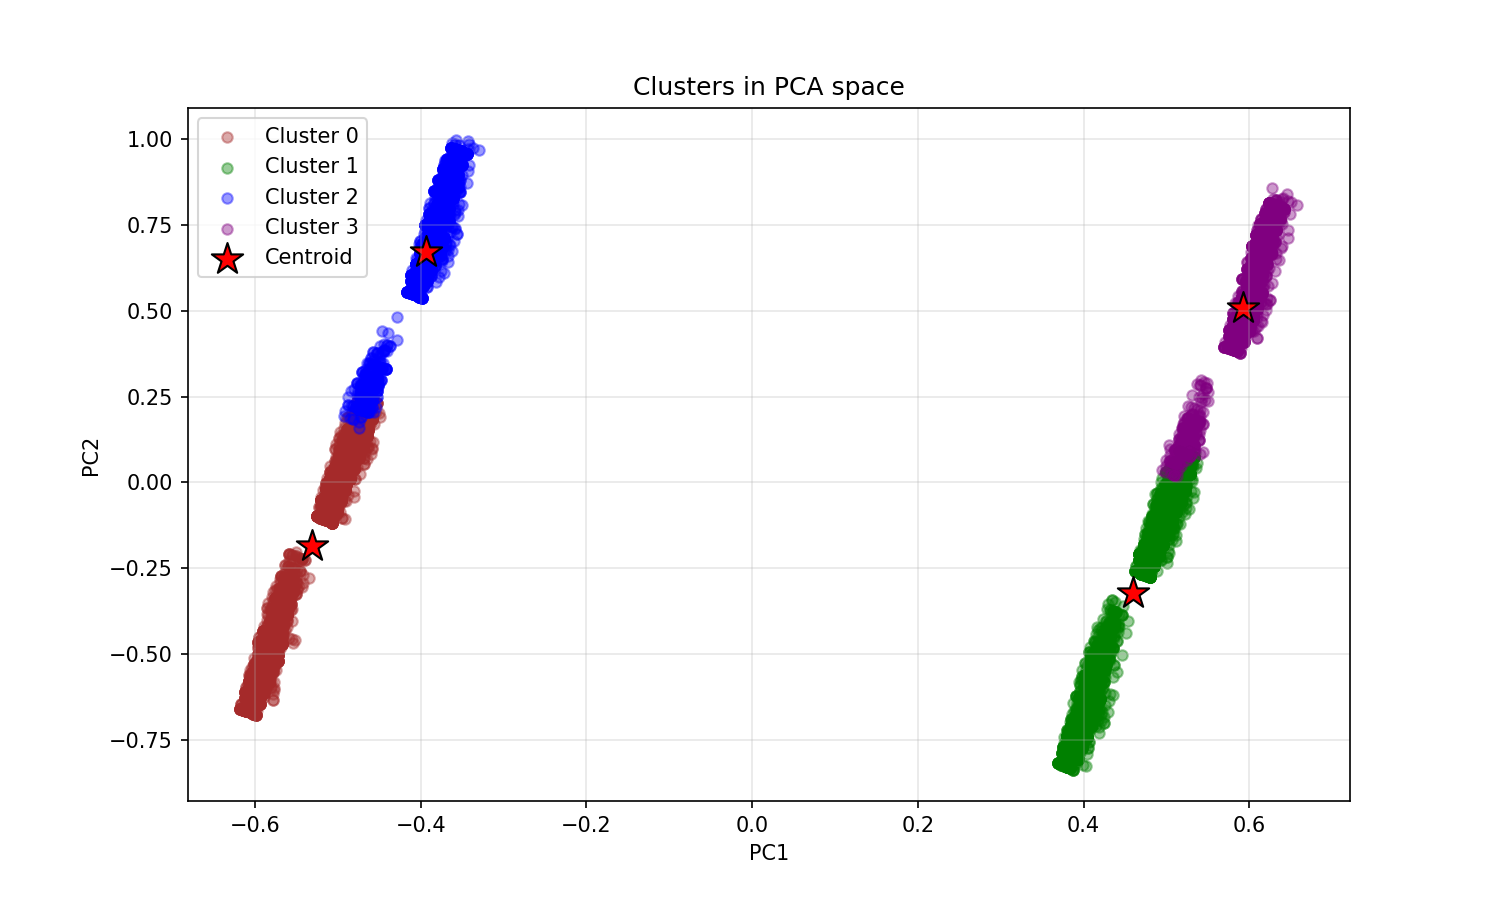 Clusters in PCA space
Cluster 0
Cluster 1
Cluster 2
Cluster 3
Centroid
PC2
1.00
0.75
0.50
0.25
0.00
−0.25
−0.50
−0.75
−0.6
−0.4
−0.2
0.0
0.2
0.4
0.6
PC1